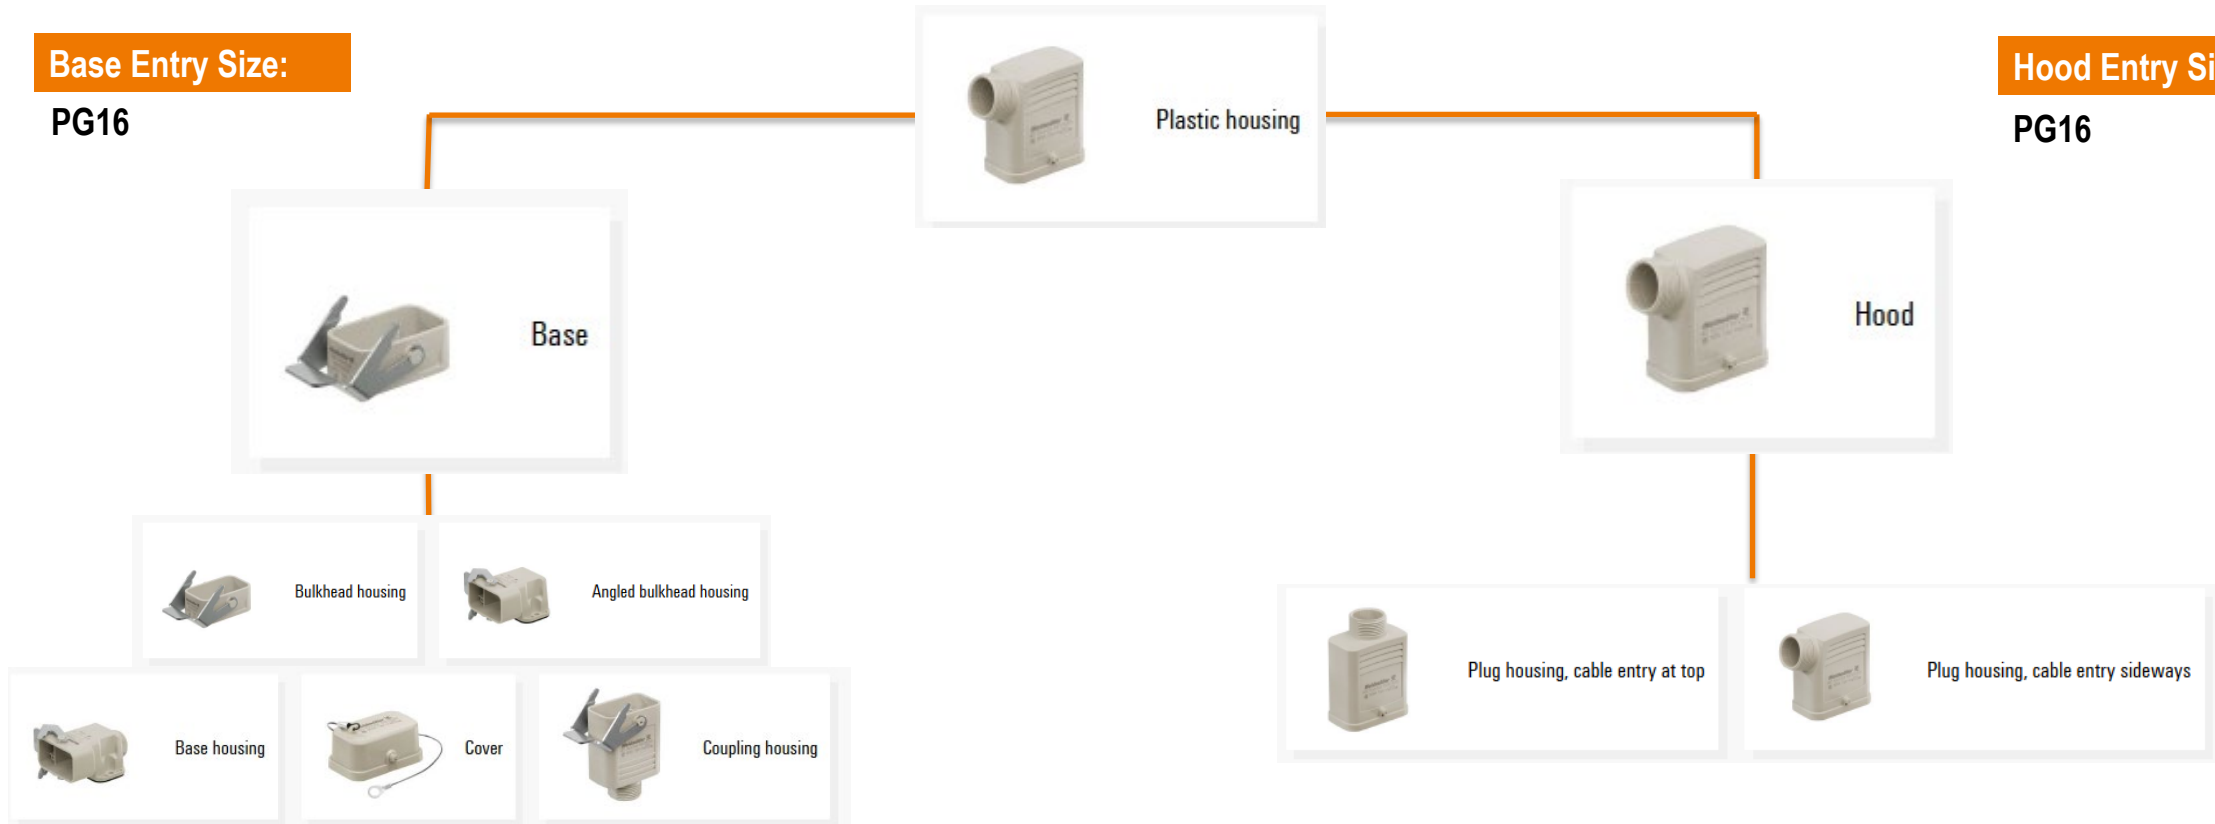 Base Entry Size:
PG16
Plastic housing
Hood Entry Si
PG16
Base
Hood
Bulkhead housing
Angled bulkhead housing
Base housing
Cover
Coupling housing
Plug housing, cable entry at top
Plug housing, cable entry sideways